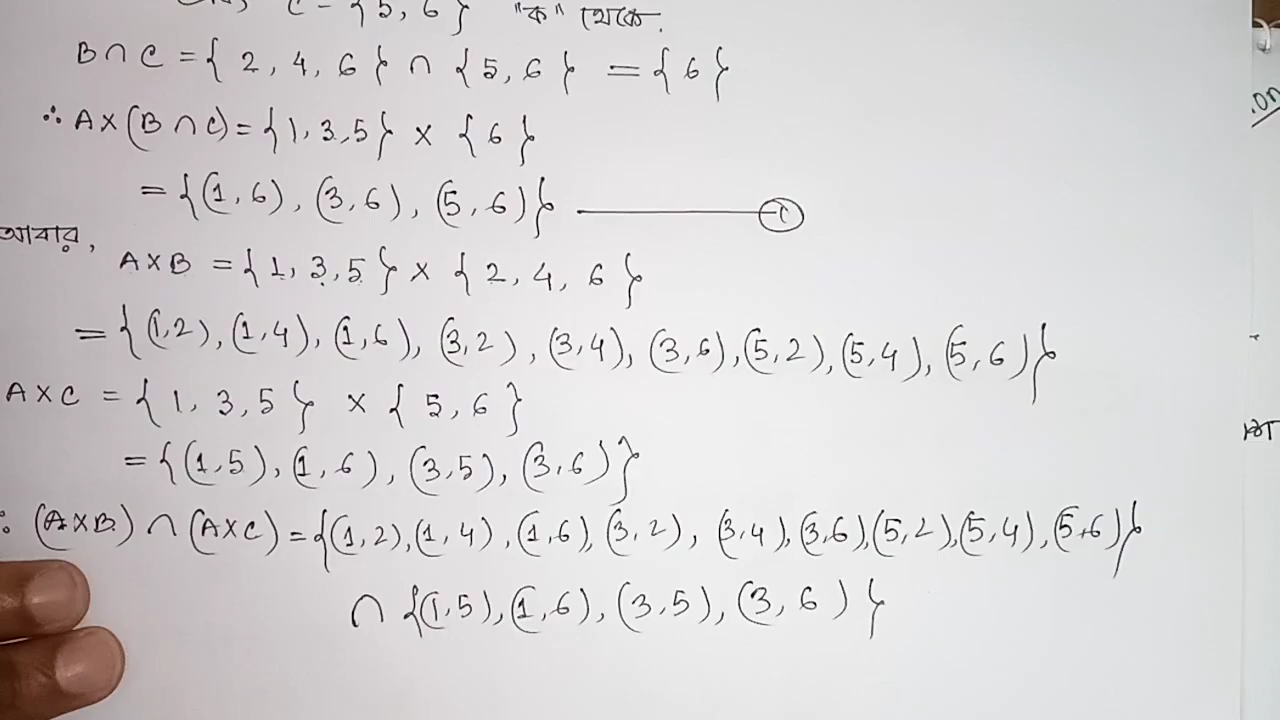 C = {5, 6} "ক" থেকে.
B∩C = { 2, 4, 6 } ∩ {5, 6 } = { 6 }
∴ A×(B∩C) = {1, 3, 5} × { 6 }
= {(1, 6), (3, 6), (5, 6)} ——— ①
আবার,
A×B = {1, 3, 5 } × { 2, 4, 6 }
= {(1,2), (1,4), (1,6), (3,2), (3,4), (3,6), (5,2), (5,4), (5,6)}
A×C = {1, 3, 5 } × { 5, 6 }
= {(1,5), (1,6), (3,5), (3,6)}
∴ (A×B) ∩ (A×C) = {(1,2), (1,4), (1,6), (3,2), (3,4), (3,6), (5,2), (5,4), (5,6)}
∩ {(1,5), (1,6), (3,5), (3,6) }
.on